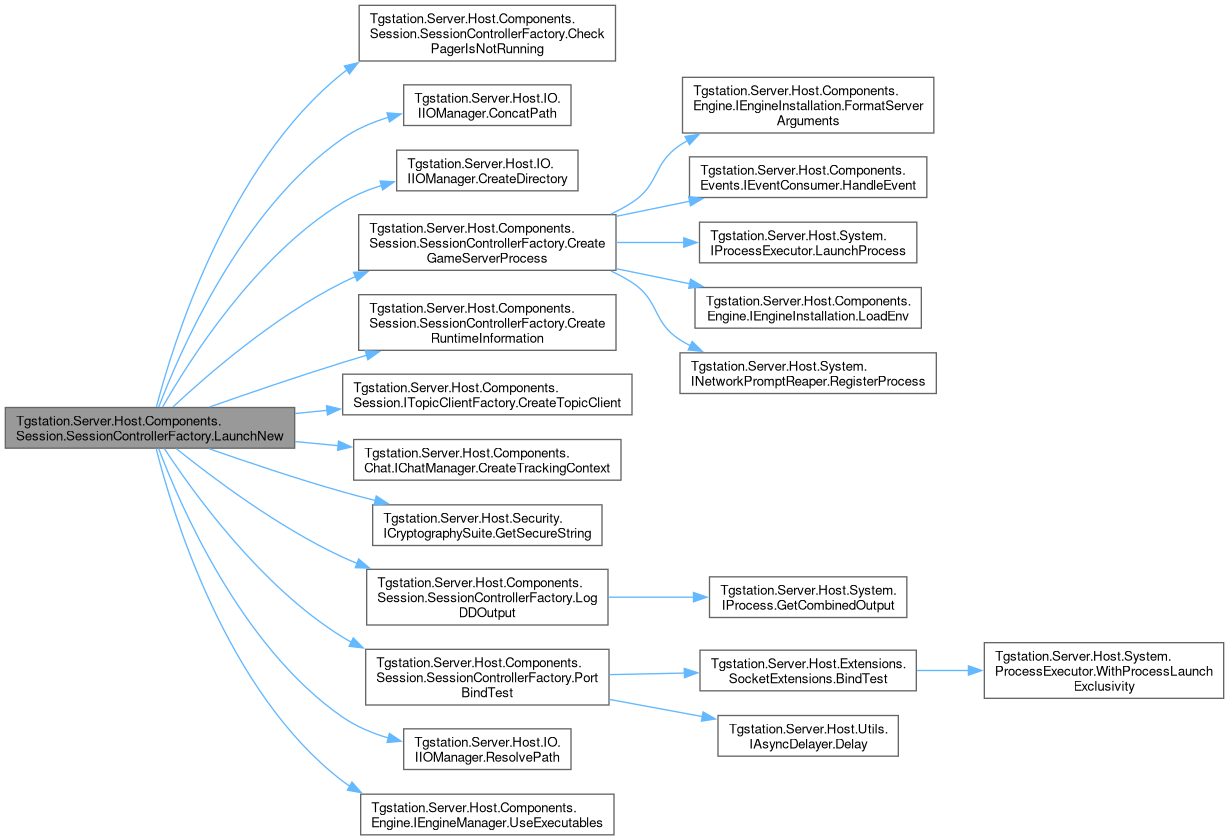 Tgstation.Server.Host.Components.
Session.SessionControllerFactory.LaunchNew
Tgstation.Server.Host.Components.
Session.SessionControllerFactory.Check
PagerIsNotRunning
Tgstation.Server.Host.IO.
IIOManager.ConcatPath
Tgstation.Server.Host.IO.
IIOManager.CreateDirectory
Tgstation.Server.Host.Components.
Session.SessionControllerFactory.Create
GameServerProcess
Tgstation.Server.Host.Components.
Engine.IEngineInstallation.FormatServer
Arguments
Tgstation.Server.Host.Components.
Events.IEventConsumer.HandleEvent
Tgstation.Server.Host.System.
IProcessExecutor.LaunchProcess
Tgstation.Server.Host.Components.
Engine.IEngineInstallation.LoadEnv
Tgstation.Server.Host.System.
INetworkPromptReaper.RegisterProcess
Tgstation.Server.Host.Components.
Session.SessionControllerFactory.Create
RuntimeInformation
Tgstation.Server.Host.Components.
Session.ITopicClientFactory.CreateTopicClient
Tgstation.Server.Host.Components.
Chat.IChatManager.CreateTrackingContext
Tgstation.Server.Host.Security.
ICryptographySuite.GetSecureString
Tgstation.Server.Host.Components.
Session.SessionControllerFactory.Log
DDOutput
Tgstation.Server.Host.System.
IProcess.GetCombinedOutput
Tgstation.Server.Host.Components.
Session.SessionControllerFactory.Port
BindTest
Tgstation.Server.Host.Extensions.
SocketExtensions.BindTest
Tgstation.Server.Host.System.
ProcessExecutor.WithProcessLaunch
Exclusivity
Tgstation.Server.Host.Utils.
IAsyncDelayer.Delay
Tgstation.Server.Host.IO.
IIOManager.ResolvePath
Tgstation.Server.Host.Components.
Engine.IEngineManager.UseExecutables